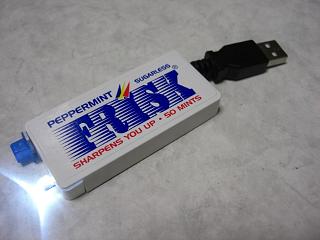 PEPPERMINT SUGARLESS
FRISK®
SHARPENS YOU UP • 50 MINTS